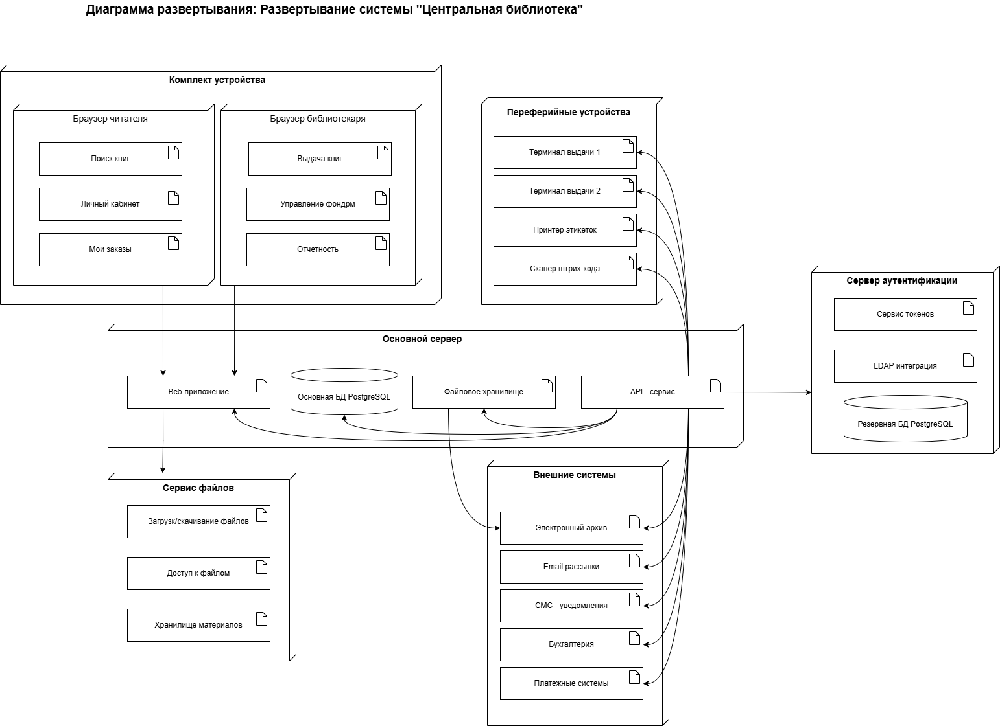 Диаграмма развертывания: Развертывание системы "Центральная библиотека"
Комплект устройства
Браузер читателя
Поиск книг
Личный кабинет
Мои заказы
Браузер библиотекаря
Выдача книг
Управление фондрм
Отчетность
Переферийные устройства
Терминал выдачи 1
Терминал выдачи 2
Принтер этикеток
Сканер штрих-кода
Сервер аутентификации
Сервис токенов
LDAP интеграция
Резервная БД PostgreSQL
Основной сервер
Веб-приложение
Основная БД PostgreSQL
Файловое хранилище
API - сервис
Сервис файлов
Загрузк/скачивание файлов
Доступ к файлом
Хранилище материалов
Внешние системы
Электронный архив
Email рассылки
СМС - уведомления
Бухгалтерия
Платежные системы